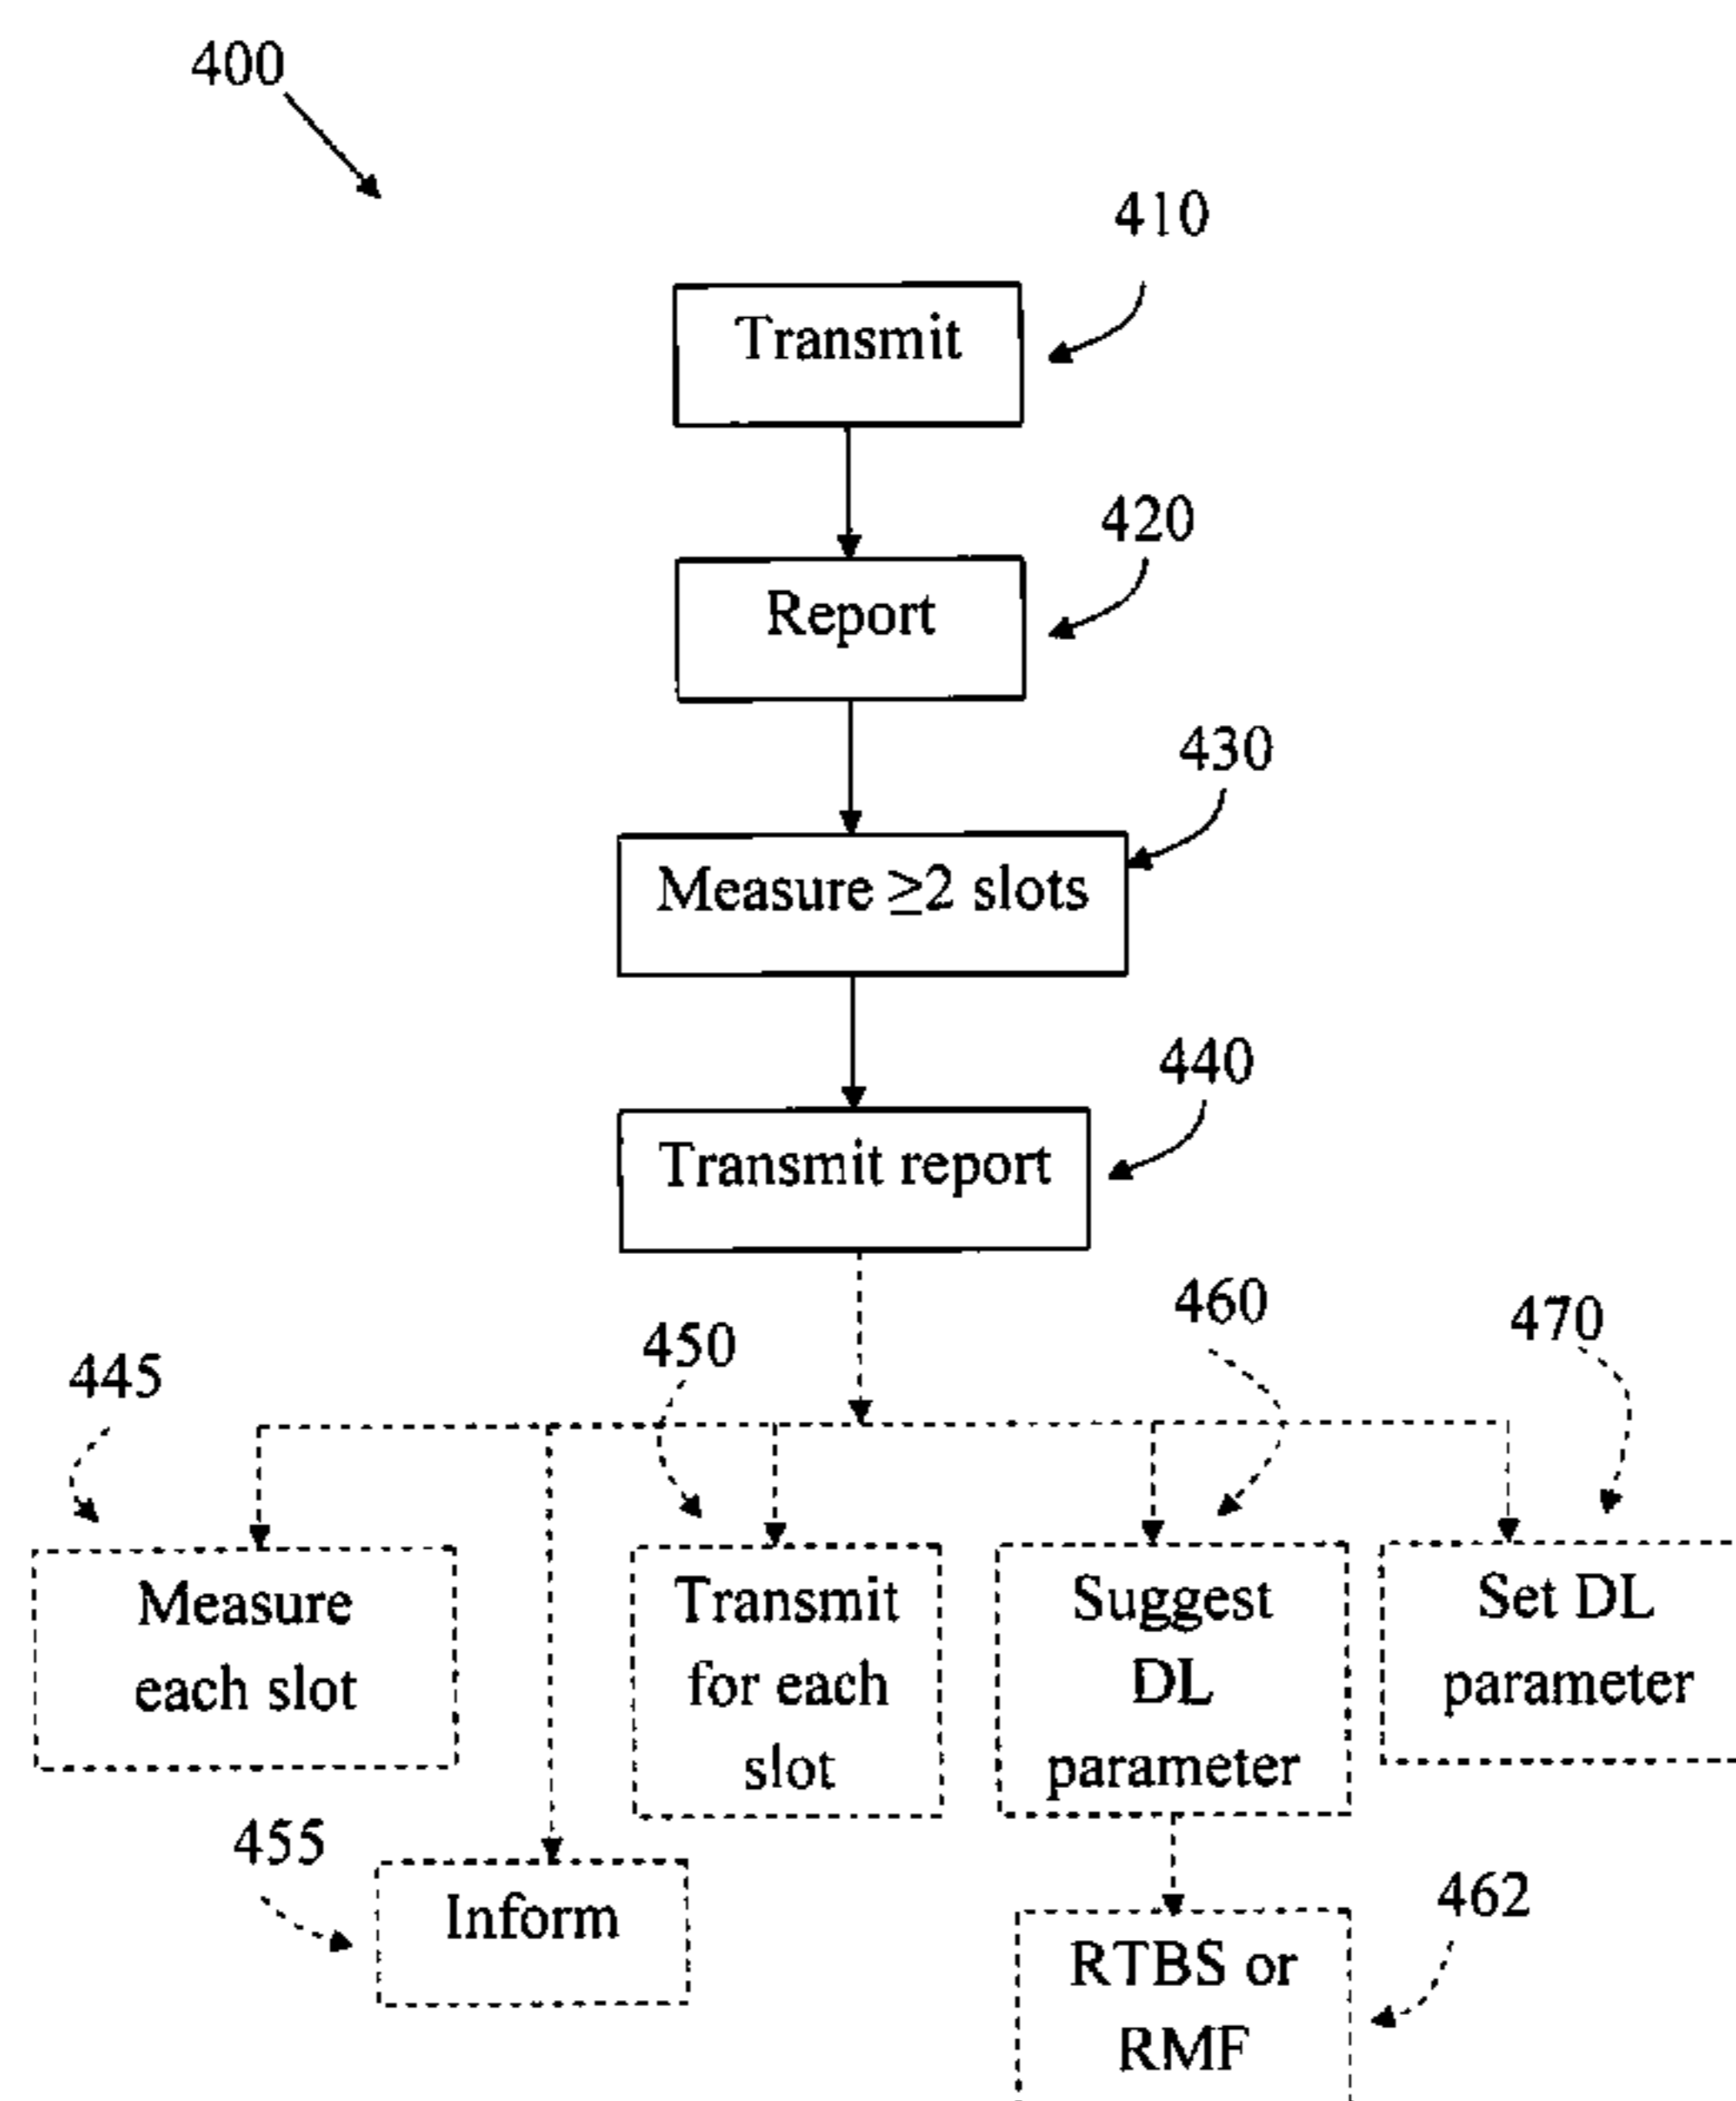 400
410
Transmit
420
Report
430
Measure ≥2 slots
440
Transmit report
460
470
450
445
Measure
each slot
Transmit
for each
slot
Suggest
DL
parameter
Set DL
parameter
455
Inform
462
RTBS or
RMF